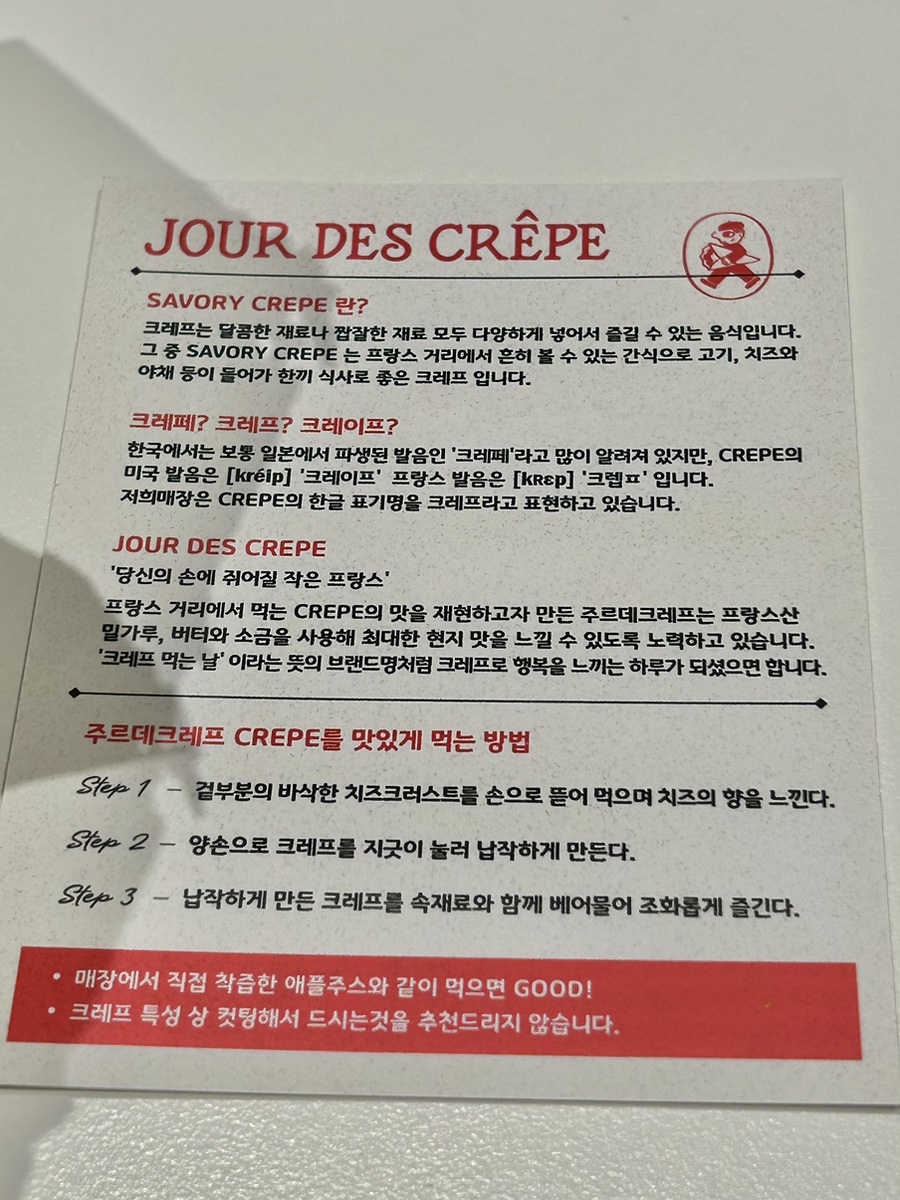 JOUR DES CRÊPE
SAVORY CREPE 란?
크레프는 달콤한 재료나 짭잘한 재료 모두 다양하게 넣어서 즐길 수 있는 음식입니다.
그 중 SAVORY CREPE 는 프랑스 거리에서 흔히 볼 수 있는 간식으로 고기, 치즈와
야채 등이 들어가 한끼 식사로 좋은 크레프 입니다.
크레페? 크레프? 크레이프?
한국에서는 보통 일본에서 파생된 발음인 '크레페'라고 많이 알려져 있지만, CREPE의
미국 발음은 [kréip] '크레이프' 프랑스 발음은 [kʀɛp] '크렙ㅍ' 입니다.
저희매장은 CREPE의 한글 표기명을 크레프라고 표현하고 있습니다.
JOUR DES CREPE
'당신의 손에 쥐어질 작은 프랑스'
프랑스 거리에서 먹는 CREPE의 맛을 재현하고자 만든 주르데크레프는 프랑스산
밀가루, 버터와 소금을 사용해 최대한 현지 맛을 느낄 수 있도록 노력하고 있습니다.
'크레프 먹는 날' 이라는 뜻의 브랜드명처럼 크레프로 행복을 느끼는 하루가 되셨으면 합니다.
주르데크레프 CREPE를 맛있게 먹는 방법
Step 1 – 겉부분의 바삭한 치즈크러스트를 손으로 뜯어 먹으며 치즈의 향을 느낀다.
Step 2 – 양손으로 크레프를 지긋이 눌러 납작하게 만든다.
Step 3 – 납작하게 만든 크레프를 속재료와 함께 베어물어 조화롭게 즐긴다.
• 매장에서 직접 착즙한 애플주스와 같이 먹으면 GOOD!
• 크레프 특성 상 컷팅해서 드시는것을 추천드리지 않습니다.